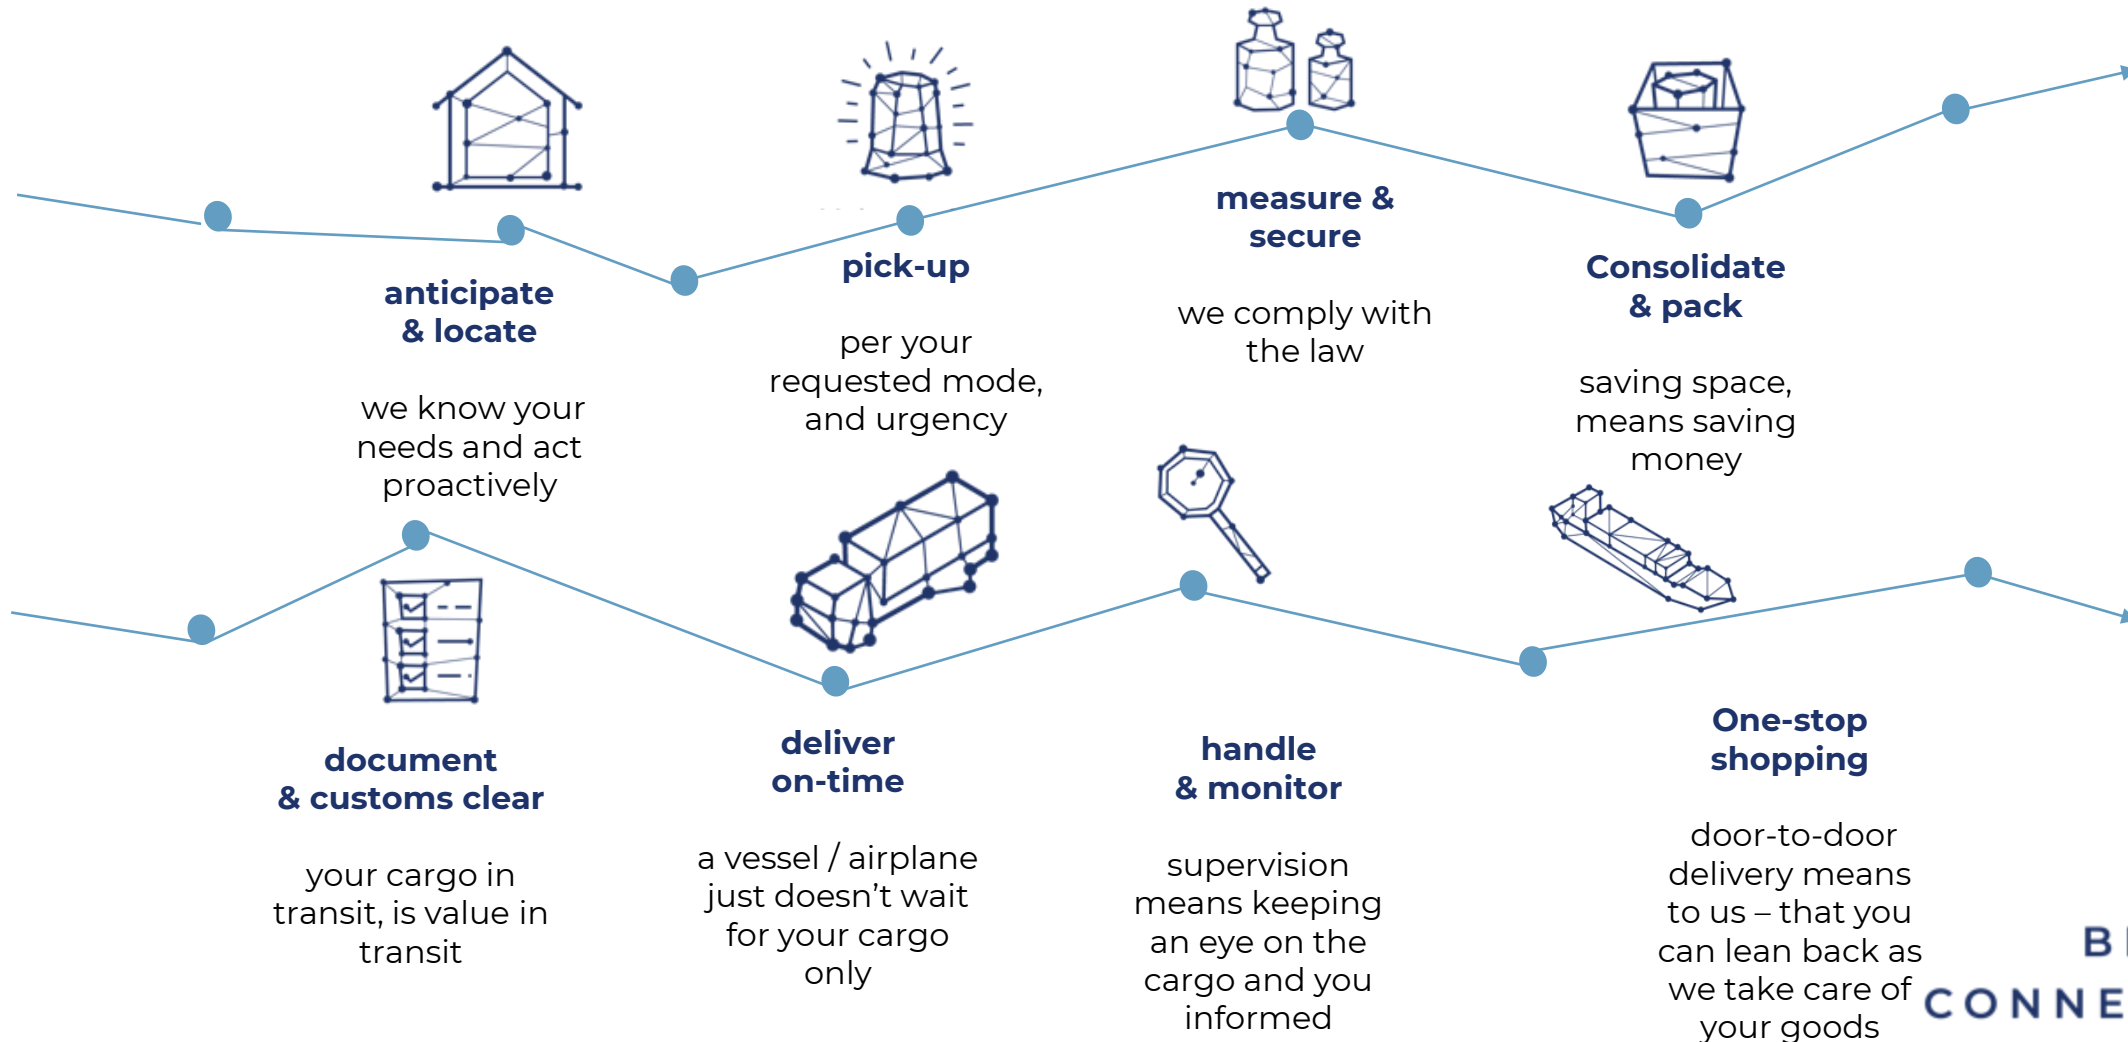 anticipate
& locate
we know your
needs and act
proactively
pick-up
per your
requested mode,
and urgency
measure &
secure
we comply with
the law
Consolidate
& pack
saving space,
means saving
money
document
& customs clear
your cargo in
transit, is value in
transit
deliver
on-time
a vessel / airplane
just doesn’t wait
for your cargo
only
handle
& monitor
supervision
means keeping
an eye on the
cargo and you
informed
One-stop
shopping
door-to-door
delivery means
to us – that you
can lean back as
we take care of
your goods